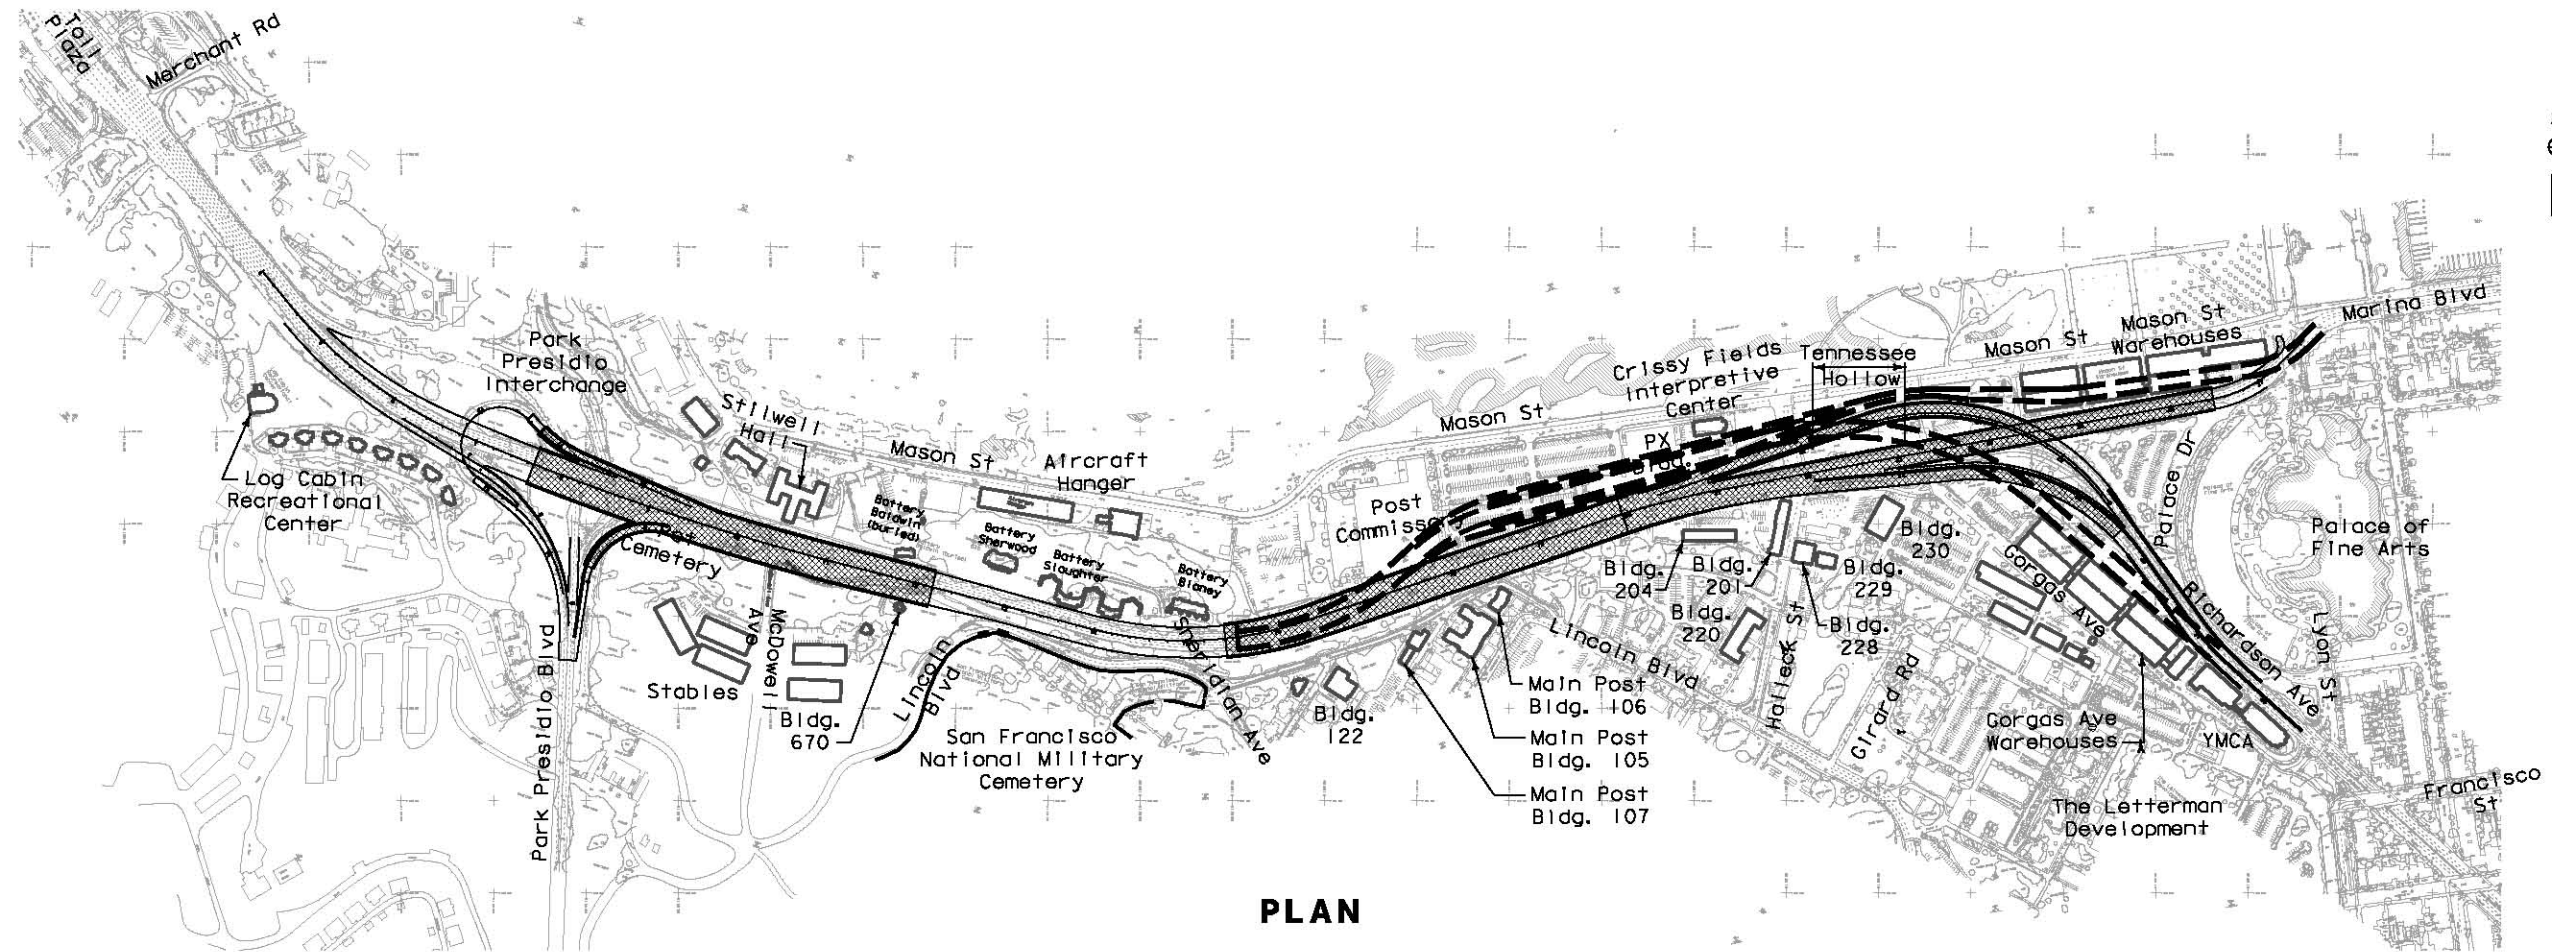 Toll
Plaza
Merchant Rd
Park
Presidio
Interchange
Log Cabin
Recreational
Center
Stilwell
Hall
Pet
Cemetery
Park Presidio Blvd
Stables
McDowell
Ave
Bldg.
670
Battery
Baldwin
(buried)
Mason St
Aircraft
Hanger
Battery
Sherwood
Battery
Slaughter
Battery
Blaney
Lincoln
Blvd
San Francisco
National Military
Cemetery
Sheridian Ave
Bldg.
122
Post
Commissary
Mason St
Crissy Fields
Interpretive
Center
PX
Bldg.
Tennessee
Hollow
Main Post
Bldg. 106
Main Post
Bldg. 105
Main Post
Bldg. 107
Lincoln Blvd
Bldg.
204
Bldg.
201
Bldg.
220
Halleck St
Bldg.
228
Bldg.
229
Bldg.
230
Girard Rd
Mason St
Mason St
Warehouses
Marina Blvd
Palace Dr
Palace of
Fine Arts
Gorgas Ave
Richardson Ave
Lyon St
Gorgas Ave
Warehouses
YMCA
The Letterman
Development
Francisco
St
PLAN